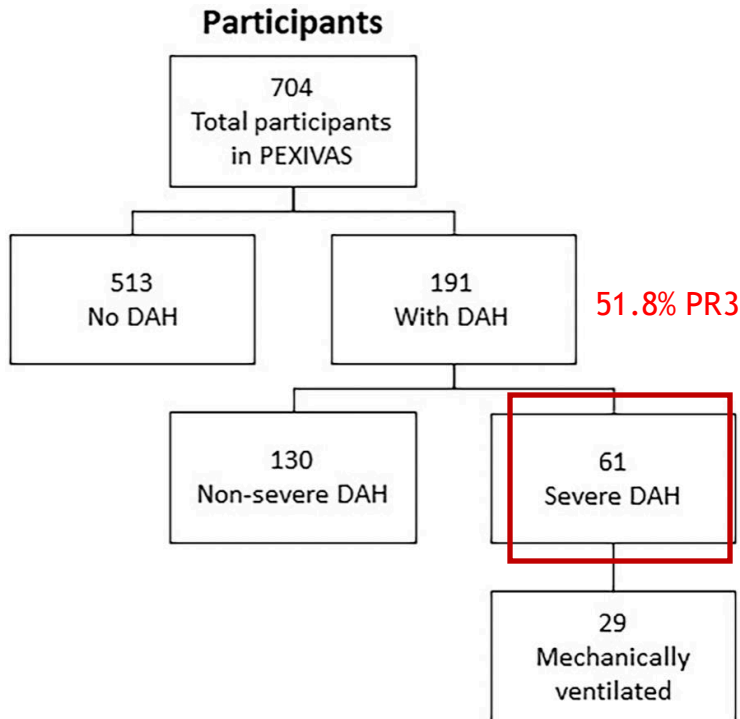 Participants
704
Total participants
in PEXIVAS
513
No DAH
191
With DAH
51.8% PR3
130
Non-severe DAH
61
Severe DAH
29
Mechanically
ventilated